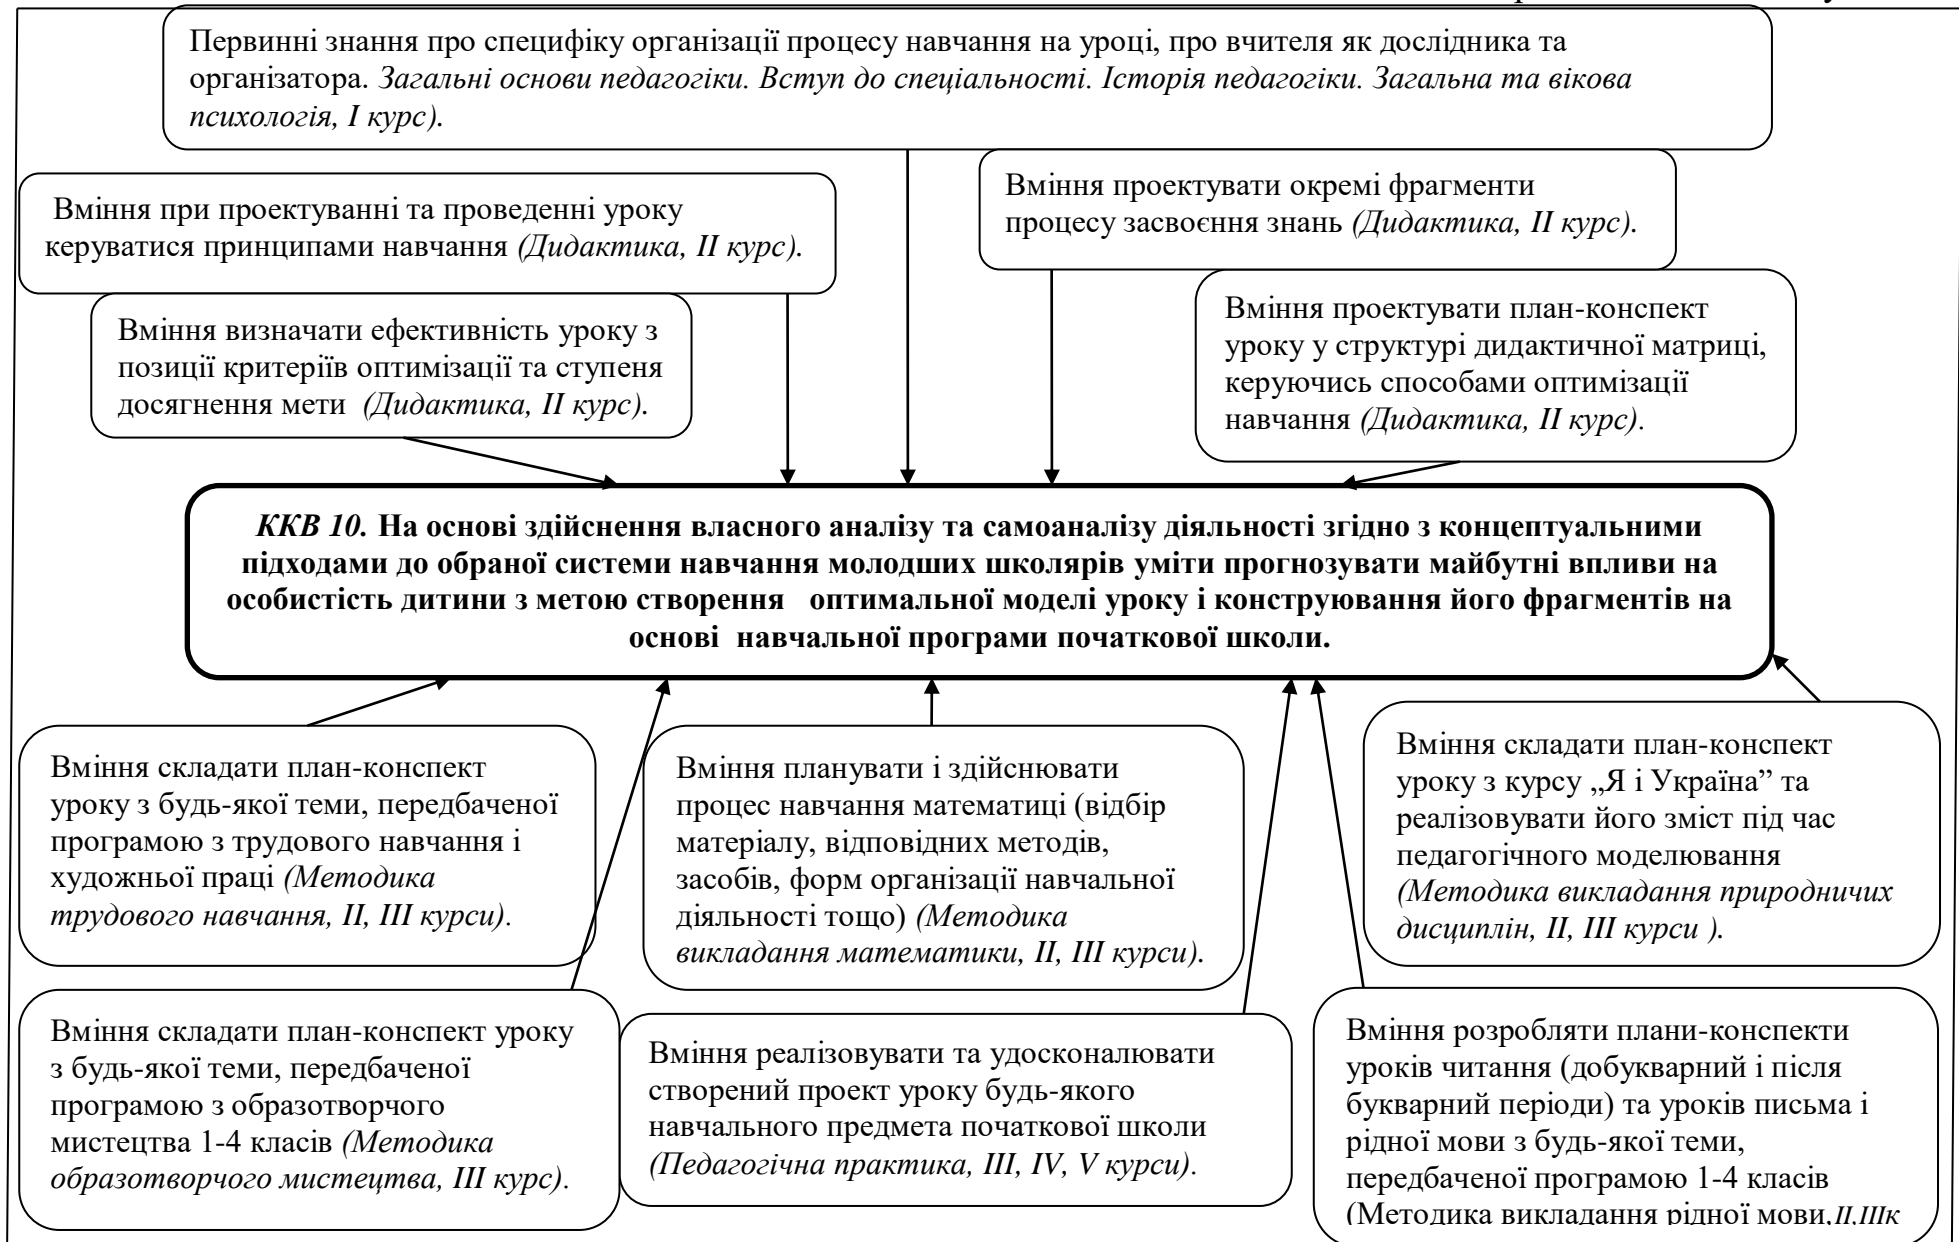 Первинні знання про специфіку організації процесу навчання на уроці, про вчителя як дослідника та
організатора. Загальні основи педагогіки. Вступ до спеціальності. Історія педагогіки. Загальна та вікова
психологія, І курс).
Вміння при проектуванні та проведенні уроку
керуватися принципами навчання (Дидактика, ІІ курс).
Вміння проектувати окремі фрагменти
процесу засвоєння знань (Дидактика, ІІ курс).
Вміння визначати ефективність уроку з
позиції критеріїв оптимізації та ступеня
досягнення мети (Дидактика, ІІ курс).
Вміння проектувати план-конспект
уроку у структурі дидактичної матриці,
керуючись способами оптимізації
навчання (Дидактика, ІІ курс).
ККВ 10. На основі здійснення власного аналізу та самоаналізу діяльності згідно з концептуальними
підходами до обраної системи навчання молодших школярів уміти прогнозувати майбутні впливи на
особистість дитини з метою створення оптимальної моделі уроку і конструювання його фрагментів на
основі навчальної програми початкової школи.
Вміння складати план-конспект
уроку з будь-якої теми, передбаченої
програмою з трудового навчання і
художньої праці (Методика
трудового навчання, ІІ, ІІІ курси).
Вміння планувати і здійснювати
процес навчання математиці (відбір
матеріалу, відповідних методів,
засобів, форм організації навчальної
діяльності тощо) (Методика
викладання математики, ІІ, ІІІ курси).
Вміння складати план-конспект
уроку з курсу „Я і Україна” та
реалізовувати його зміст під час
педагогічного моделювання
(Методика викладання природничих
дисциплін, ІІ, ІІІ курси ).
Вміння складати план-конспект уроку
з будь-якої теми, передбаченої
програмою з образотворчого
мистецтва 1-4 класів (Методика
образотворчого мистецтва, ІІІ курс).
Вміння реалізовувати та удосконалювати
створений проект уроку будь-якого
навчального предмета початкової школи
(Педагогічна практика, ІІІ, ІV, V курси).
Вміння розробляти плани-конспекти
уроків читання (добукварний і після
букварний періоди) та уроків письма і
рідної мови з будь-якої теми,
передбаченої програмою 1-4 класів
(Методика викладання рідної мови,ІІ,ІІІк